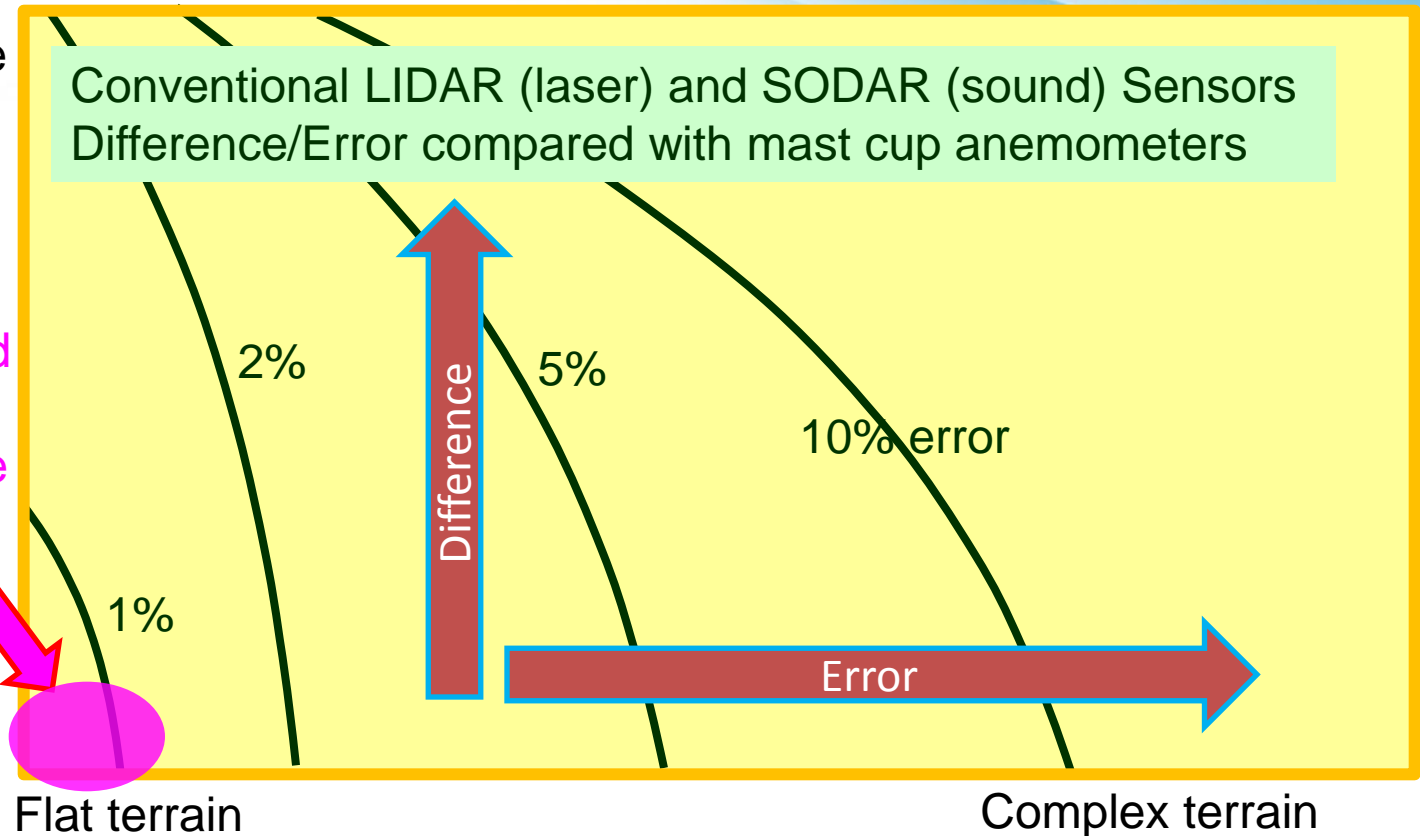 e
Conventional LIDAR (laser) and SODAR (sound) Sensors
Difference/Error compared with mast cup anemometers
d
e
2%
5%
10% error
Difference
1%
Error
Flat terrain
Complex terrain